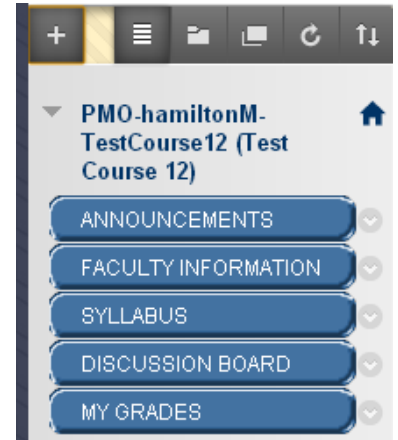 PMO-hamiltonM-
TestCourse12 (Test
Course 12)
ANNOUNCEMENTS
FACULTY INFORMATION
SYLLABUS
DISCUSSION BOARD
MY GRADES